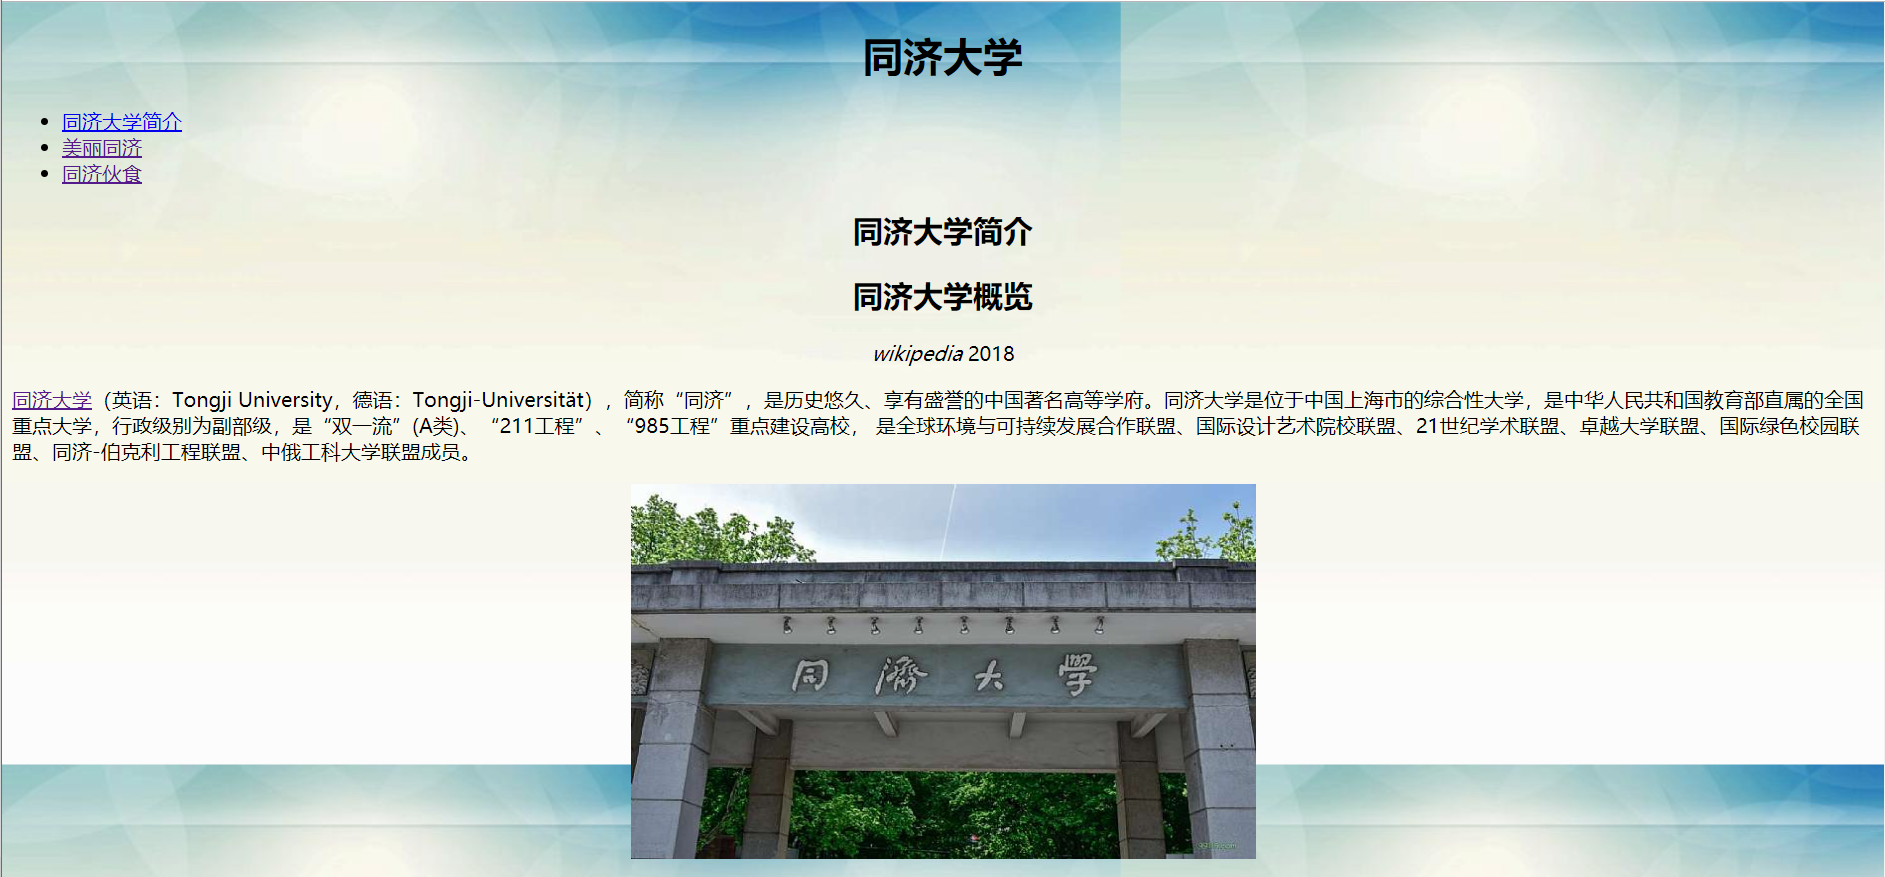 同济大学
同济大学简介
美丽同济
同济伙食
同济大学简介
同济大学概览
wikipedia 2018
同济大学（英语：Tongji University，德语：Tongji-Universität），简称“同济”，是历史悠久、享有盛誉的中国著名高等学府。同济大学是位于中国上海市的综合性大学，是中华人民共和国教育部直属的全国
重点大学，行政级别为副部级，是“双一流”(A类)、“211工程”、“985工程”重点建设高校， 是全球环境与可持续发展合作联盟、国际设计艺术院校联盟、21世纪学术联盟、卓越大学联盟、国际绿色校园联
盟、同济-伯克利工程联盟、中俄工科大学联盟成员。
同濟大學